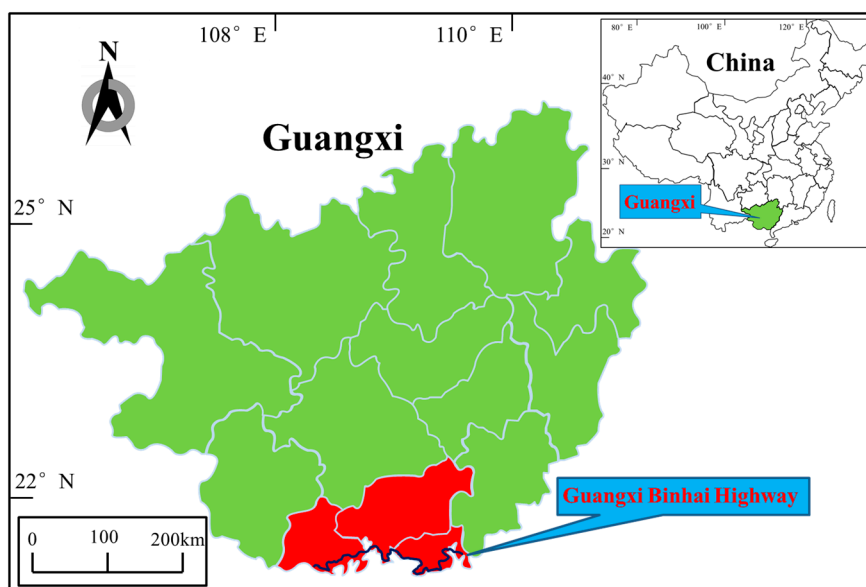 108° E
110° E
N
Guangxi
25° N
22° N
0
100
200km
Guangxi Binhai Highway
80° E
100° E
120° E
China
40° N
30° N
20° N
Guangxi